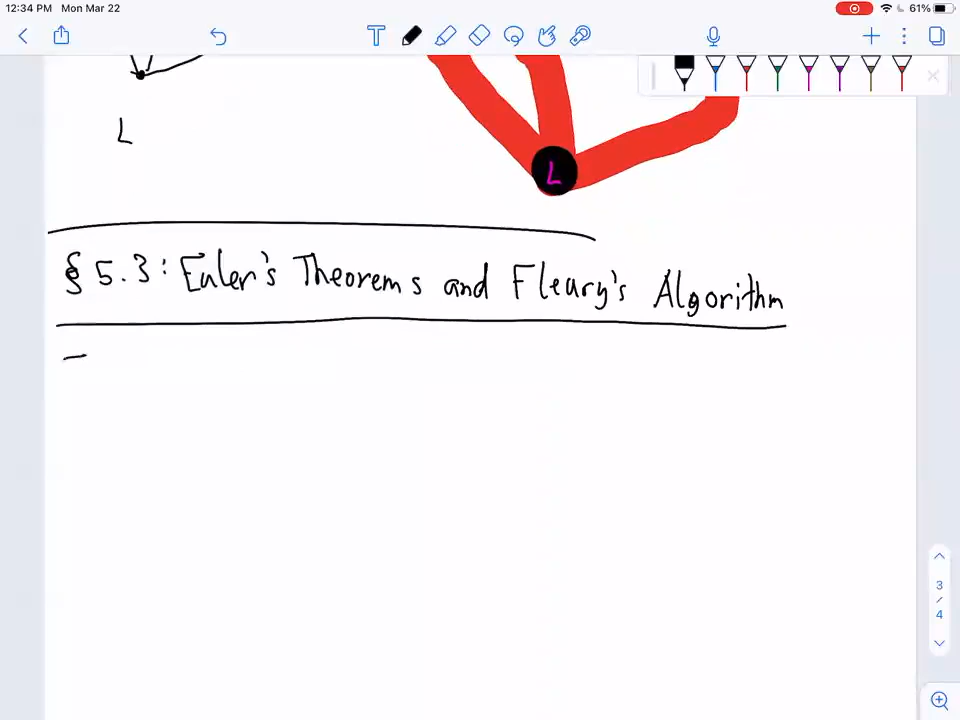 12:34 PM Mon Mar 22
61%
T
L
L
§ 5.3: Euler's Theorems and Fleury's Algorithm
3
/
4